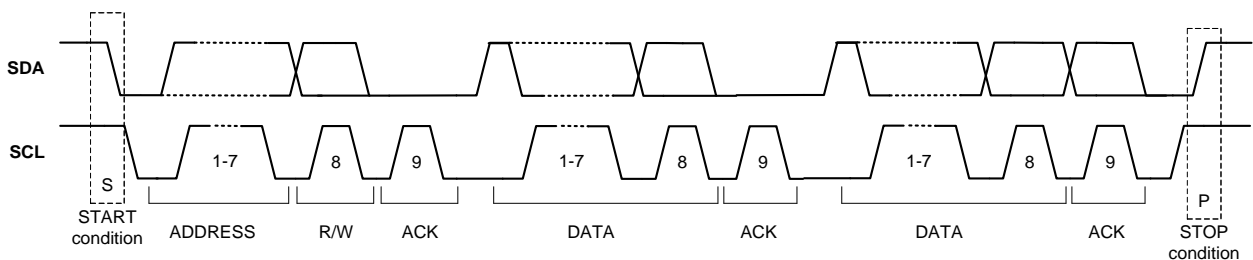 SDA
SCL
1-7
8
9
1-7
8
9
1-7
8
9
S
P
START
condition
ADDRESS
R/W
ACK
DATA
ACK
DATA
ACK
STOP
condition